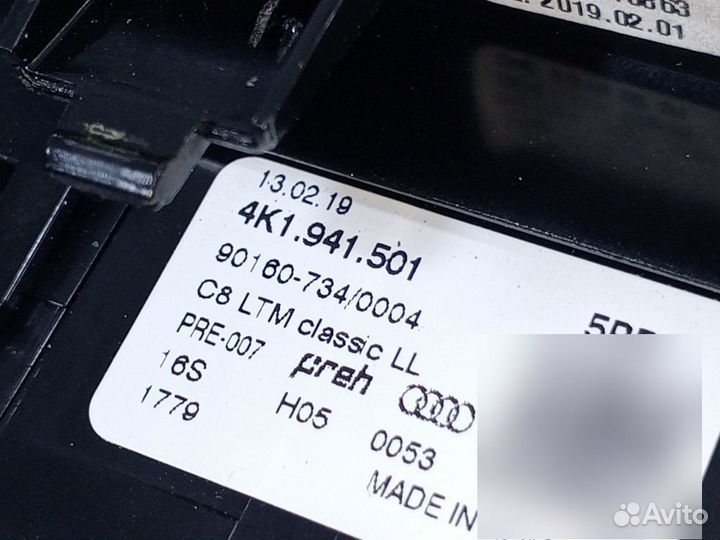 2019.02.01
13.02.19
4K1.941.501
90160-734/0004
C8 LTM classic LL
PRE-007 preh
16S H05 0053
1779 MADE IN
Avito